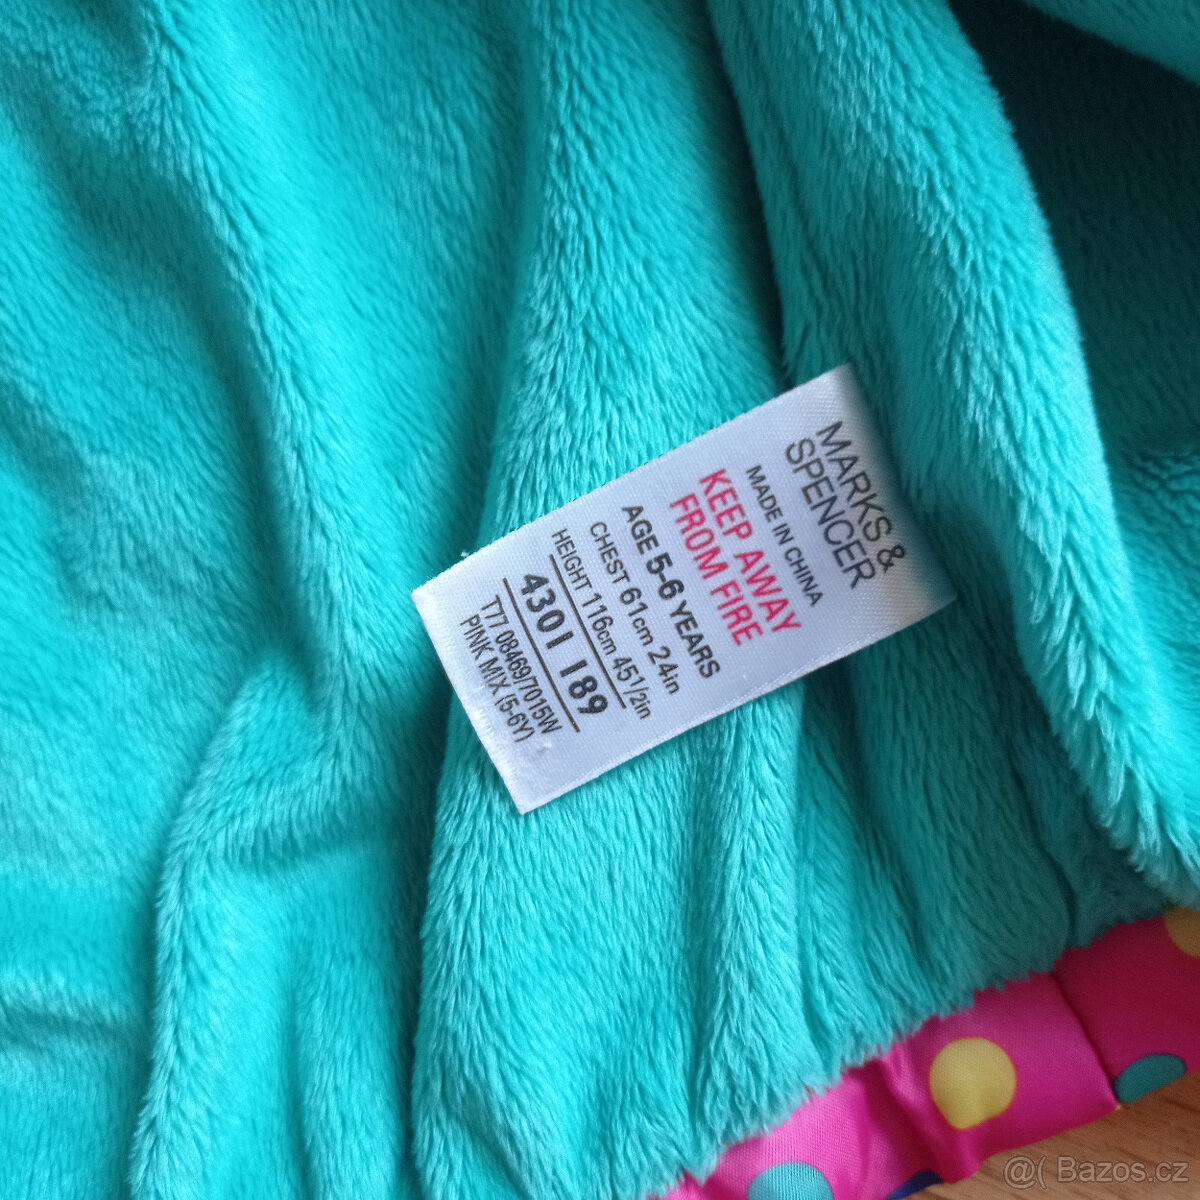 MARKS &
SPENCER
MADE IN CHINA
KEEP AWAY
FROM FIRE
AGE 5-6 YEARS
CHEST 61cm 24in
HEIGHT 116cm 451/2in
4301 189
T77 08469/7015W
PINK MIX (5-6Y)
@( Bazos.cz